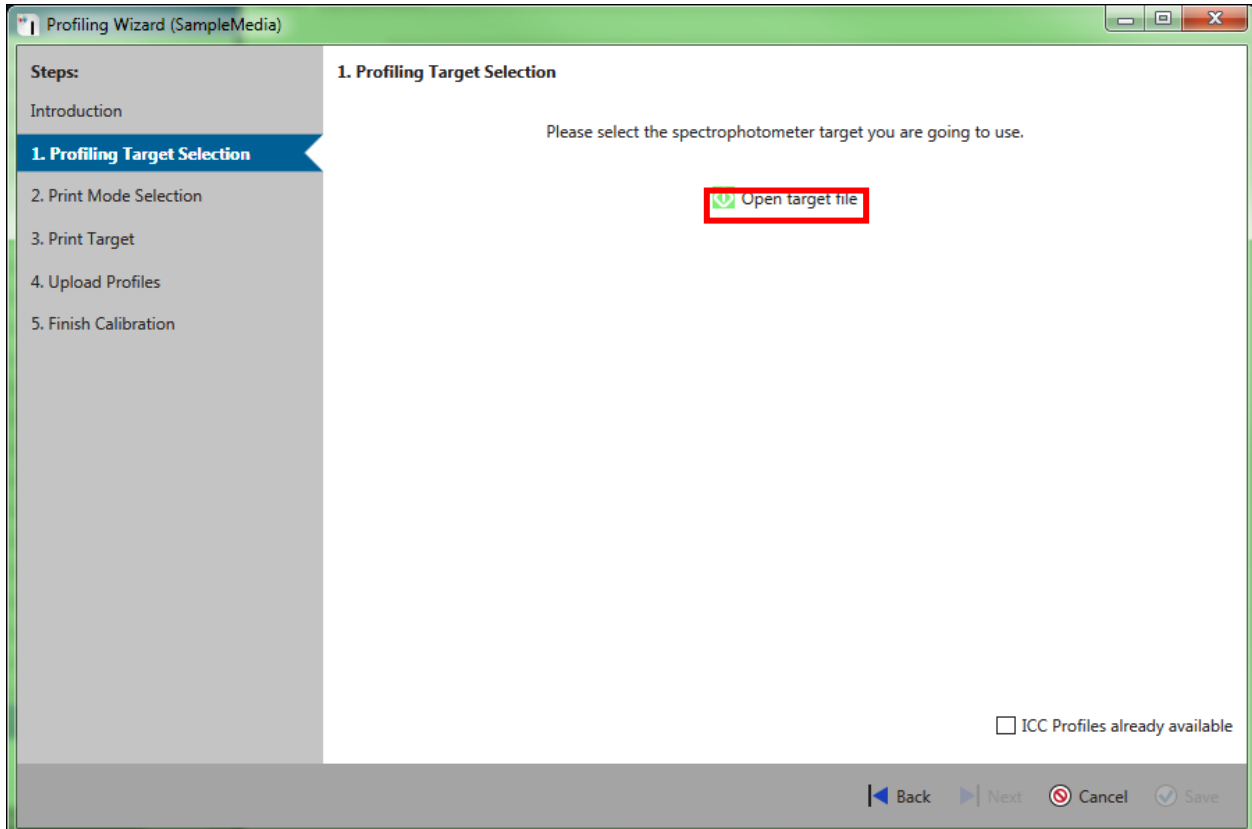 Profiling Wizard (SampleMedia)
Steps:
Introduction
1. Profiling Target Selection
2. Print Mode Selection
3. Print Target
4. Upload Profiles
5. Finish Calibration
1. Profiling Target Selection
Please select the spectrophotometer target you are going to use.
Open target file
ICC Profiles already available
Back Next Cancel Save